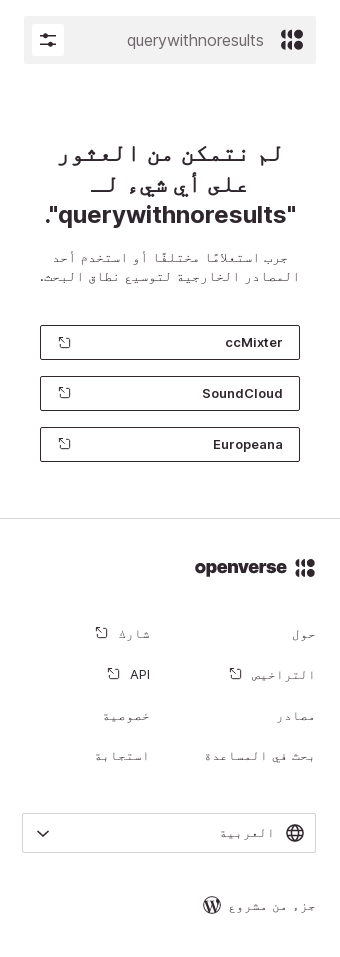 querywithnoresults
لم نتمكن من العثور
على أي شيء لـ
"querywithnoresults".
جرب استعلامًا مختلفًا أو استخدم أحد
المصادر الخارجية لتوسيع نطاق البحث.
ccMixter
SoundCloud
Europeana
openverse
حول
شارك
التراخيص
API
مصادر
خصوصية
بحث في المساعدة
استجابة
العربية
جزء من مشروع